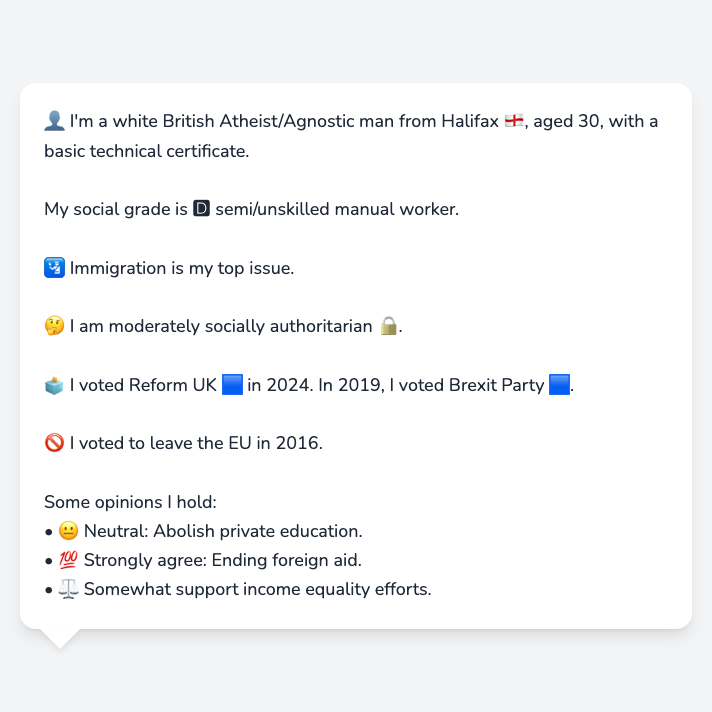 👤 I'm a white British Atheist/Agnostic man from Halifax 🏴󠁧󠁢󠁥󠁮󠁧󠁿, aged 30, with a
basic technical certificate.
My social grade is 🅳 semi/unskilled manual worker.
🛂 Immigration is my top issue.
🤔 I am moderately socially authoritarian 🔒.
🗳️ I voted Reform UK 🟦 in 2024. In 2019, I voted Brexit Party 🟦.
🚫 I voted to leave the EU in 2016.
Some opinions I hold:
• 😐 Neutral: Abolish private education.
• 💯 Strongly agree: Ending foreign aid.
• ⚖️ Somewhat support income equality efforts.